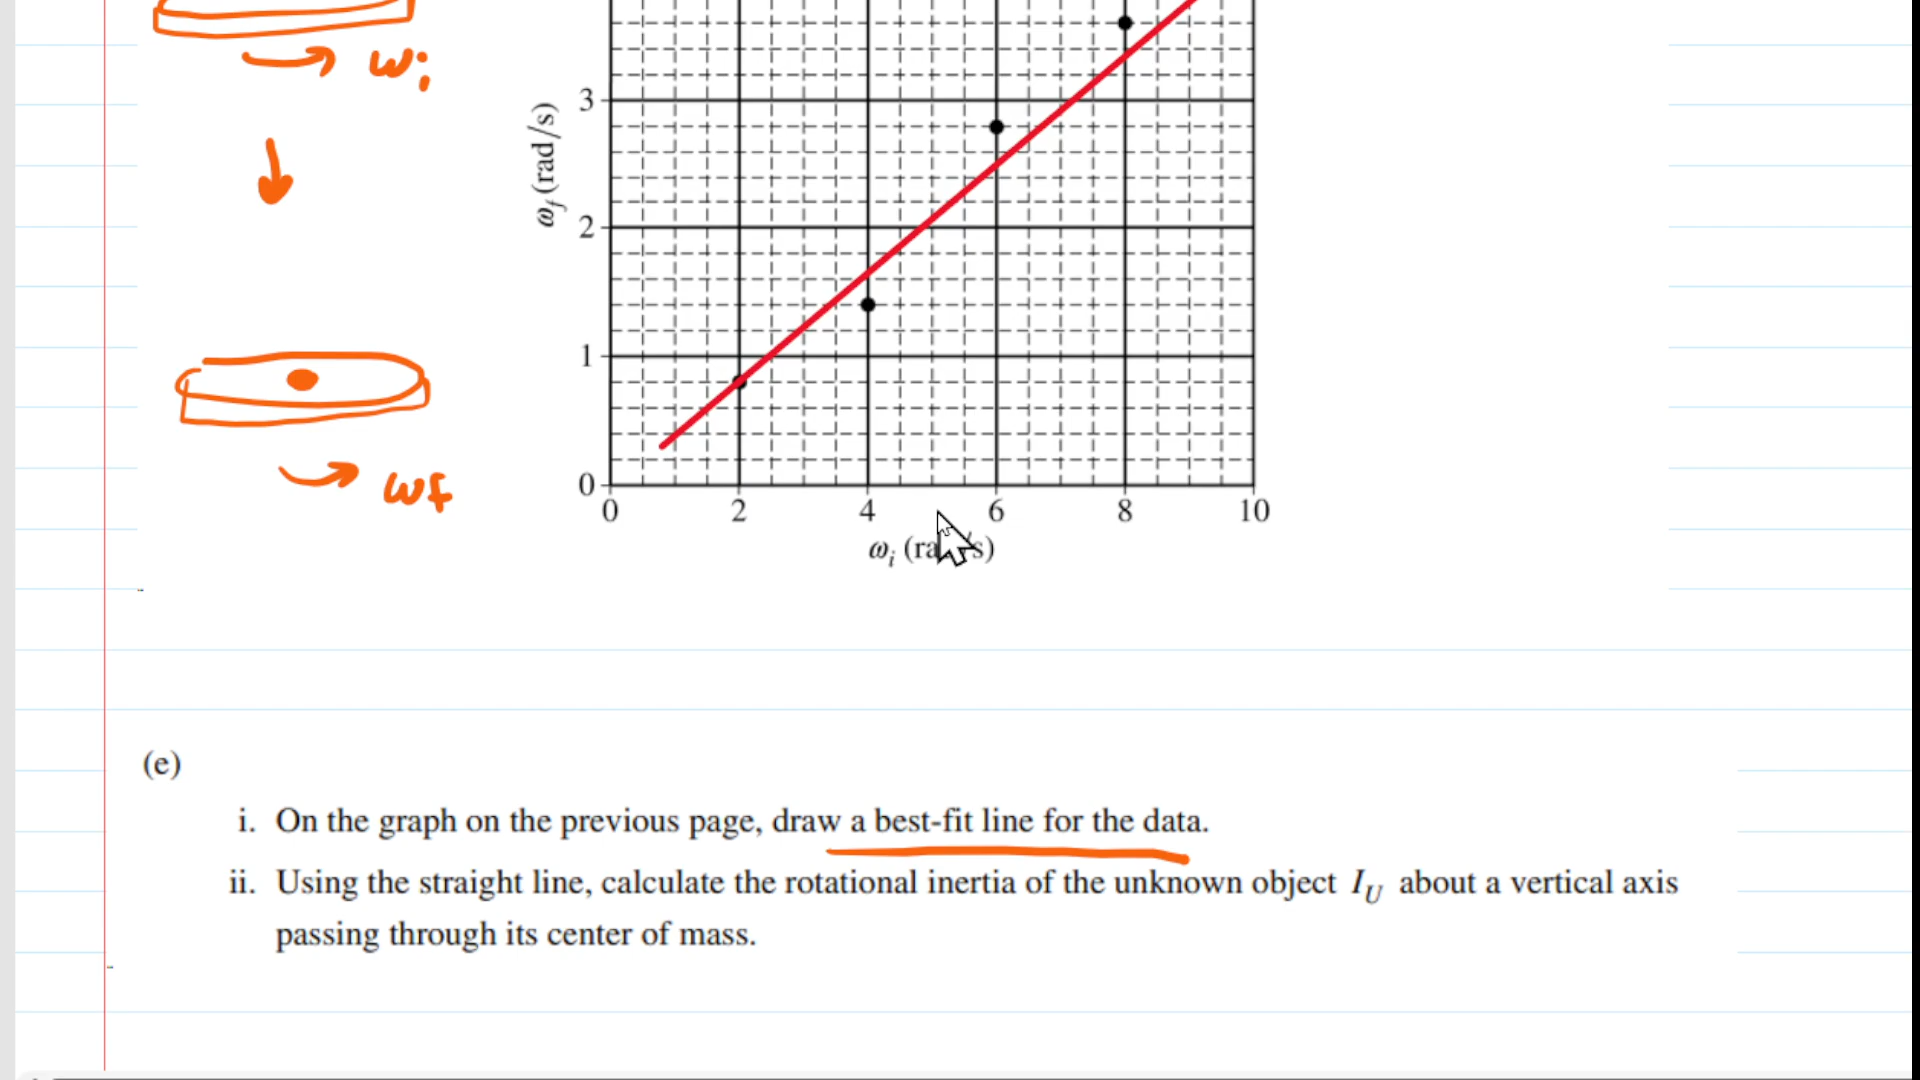 ωi
3
ωf (rad/s)
2
1
0
ωf
0 2 4 6 8 10
ωi (ra /s)
(e)
i. On the graph on the previous page, draw a best-fit line for the data.
ii. Using the straight line, calculate the rotational inertia of the unknown object IU about a vertical axis
passing through its center of mass.